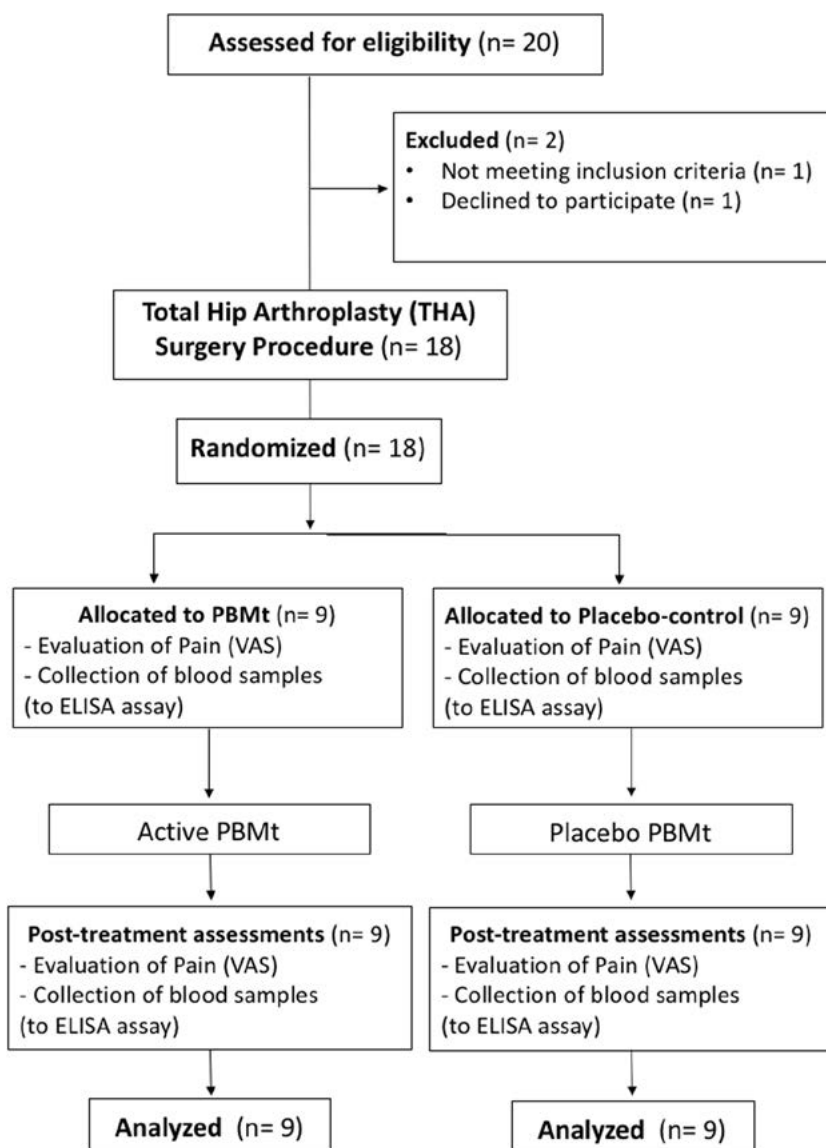 Assessed for eligibility (n= 20)
Excluded (n= 2)
• Not meeting inclusion criteria (n= 1)
• Declined to participate (n= 1)
Total Hip Arthroplasty (THA)
Surgery Procedure (n= 18)
Randomized (n= 18)
Allocated to PBMt (n= 9)
- Evaluation of Pain (VAS)
- Collection of blood samples
(to ELISA assay)
Allocated to Placebo-control (n= 9)
- Evaluation of Pain (VAS)
- Collection of blood samples
(to ELISA assay)
Active PBMt
Placebo PBMt
Post-treatment assessments (n= 9)
- Evaluation of Pain (VAS)
- Collection of blood samples
(to ELISA assay)
Post-treatment assessments (n= 9)
- Evaluation of Pain (VAS)
- Collection of blood samples
(to ELISA assay)
Analyzed (n= 9)
Analyzed (n= 9)